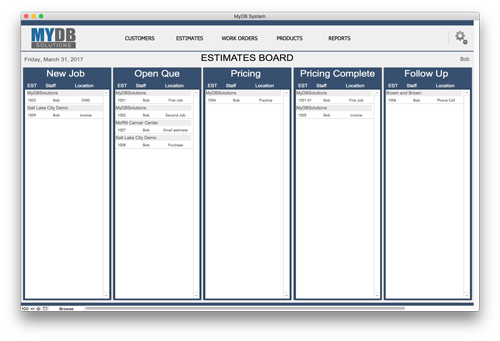 MyDB System
MYDB
SOLUTIONS
CUSTOMERS ESTIMATES WORK ORDERS PRODUCTS REPORTS
Friday, March 31, 2017 ESTIMATES BOARD Bob
New Job
EST Staff Location
MyDBSolutions
1003 Bob OWS
Salt Lake City Demo
1009 Bob Invoice
Open Que
EST Staff Location
MyDBSolutions
1001 Bob First Job
MyDBSolutions
1002 Bob Second Job
Moffitt Cancer Center
1007 Bob Email estimate
Salt Lake City Demo
1008 Bob Purchase
Pricing
EST Staff Location
MyDBSolutions
1004 Bob Practice
Pricing Complete
EST Staff Location
MyDBSolutions
1001-01 Bob First Job
MyDBSolutions
1005 Bob Invoice
Follow Up
EST Staff Location
Brown and Brown
1006 Bob Phone Call
100 Browse